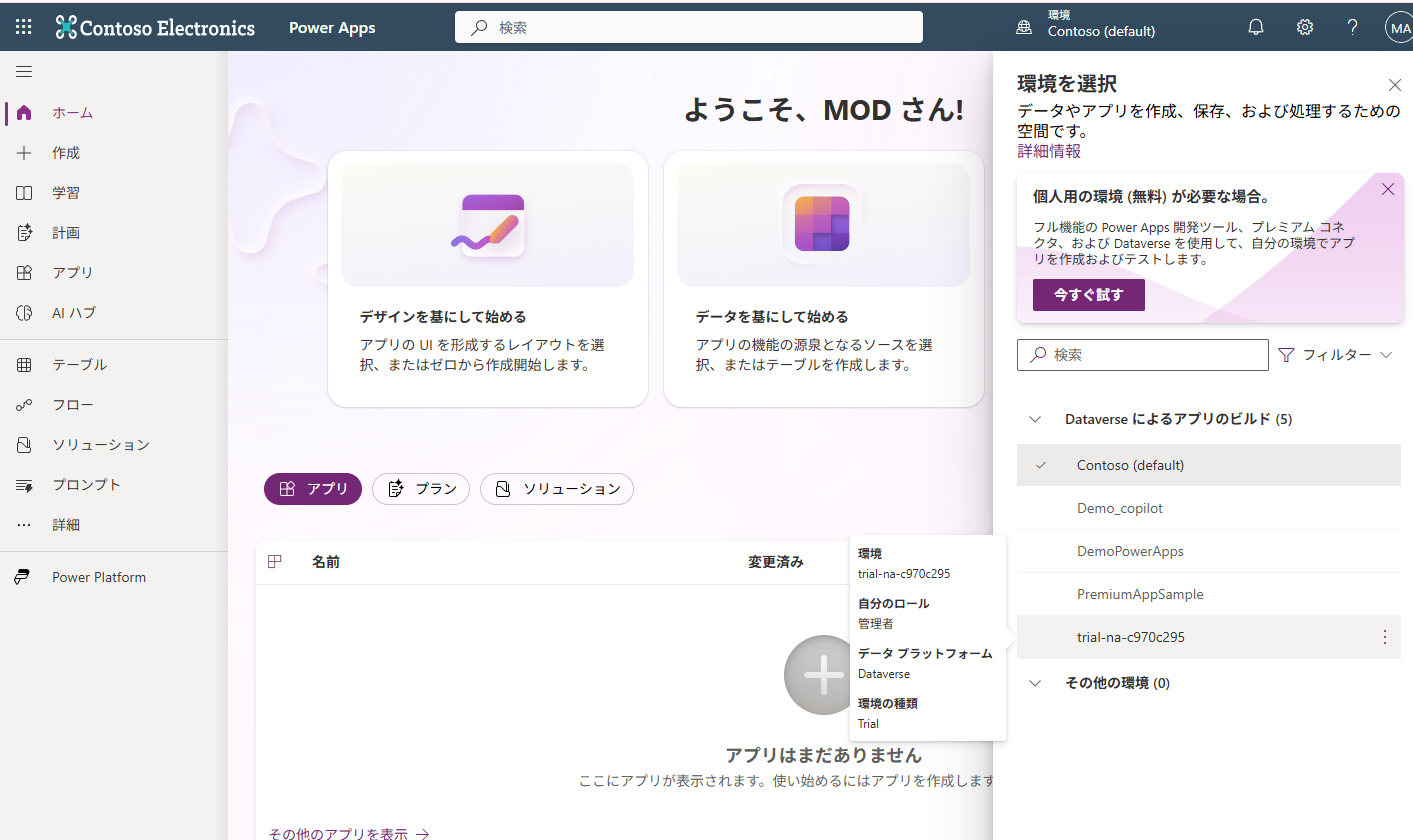 Contoso Electronics
Power Apps
検索
環境
Contoso (default)
MA
ホーム
作成
学習
計画
アプリ
AI ハブ
テーブル
フロー
ソリューション
プロンプト
詳細
Power Platform
ようこそ、MOD さん!
デザインを基にして始める
アプリの UI を形成するレイアウトを選
択、またはゼロから作成開始します。
データを基にして始める
アプリの機能の源泉となるソースを選
択、またはテーブルを作成します。
アプリ
プラン
ソリューション
名前
変更済み
アプリはまだありません
ここにアプリが表示されます。使い始めるにはアプリを作成します
その他のアプリを表示 →
環境
trial-na-c970c295
自分のロール
管理者
データ プラットフォーム
Dataverse
環境の種類
Trial
環境を選択
データやアプリを作成、保存、および処理するための
空間です。
詳細情報
個人用の環境 (無料) が必要な場合。
フル機能の Power Apps 開発ツール、プレミアム コネ
クタ、および Dataverse を使用して、自分の環境でアプ
リを作成およびテストします。
今すぐ試す
検索
フィルター
Dataverse によるアプリのビルド (5)
Contoso (default)
Demo_copilot
DemoPowerApps
PremiumAppSample
trial-na-c970c295
その他の環境 (0)